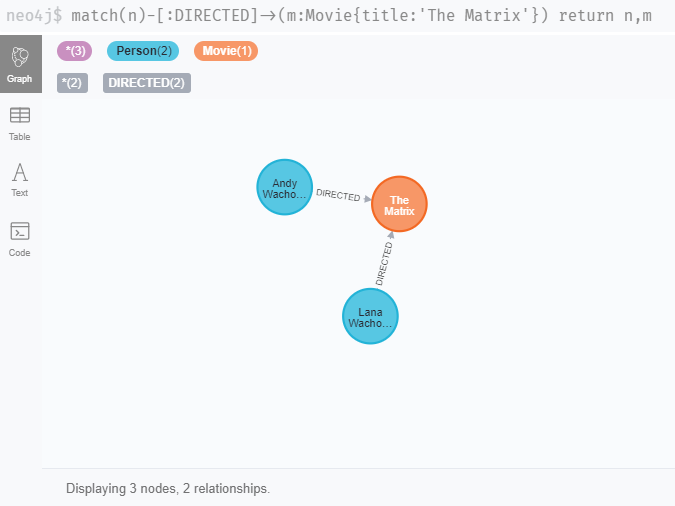 neo4j$ match(n)-[:DIRECTED]->(m:Movie{title:'The Matrix'}) return n,m
*(3) Person(2) Movie(1)
*(2) DIRECTED(2)
Graph
Table
Text
Code
Andy
Wacho...
DIRECTED
The
Matrix
DIRECTED
Lana
Wacho...
Displaying 3 nodes, 2 relationships.